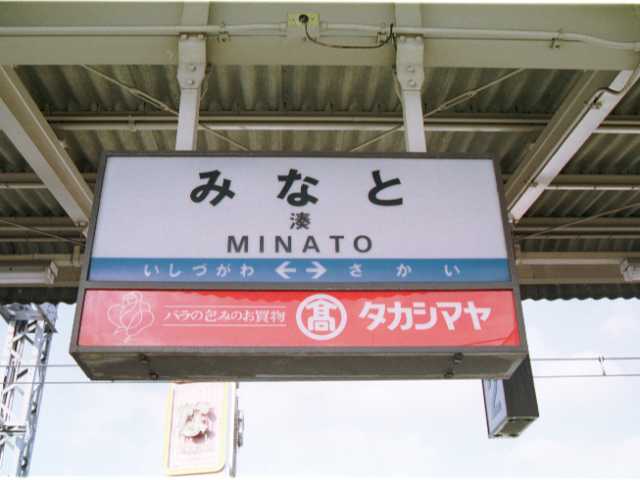 みなと
湊
MINATO
いしづがわ ←→ さかい
バラの包みのお買物 髙 タカシマヤ
2